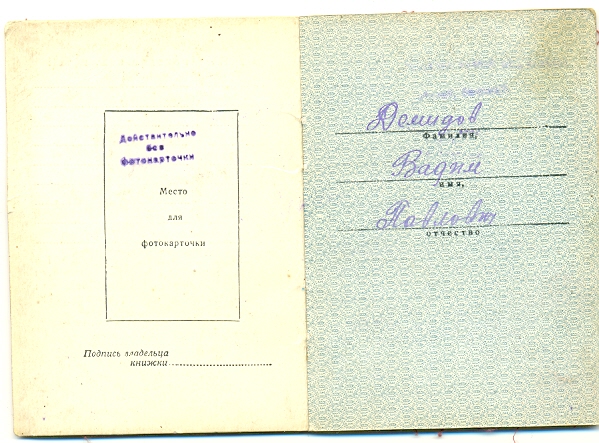 Действительно
без
фотокарточки
Место
для
фотокарточки
Подпись владельца
книжки
Демидов
Фамилия,
Вадим
имя,
Павлович
отчество